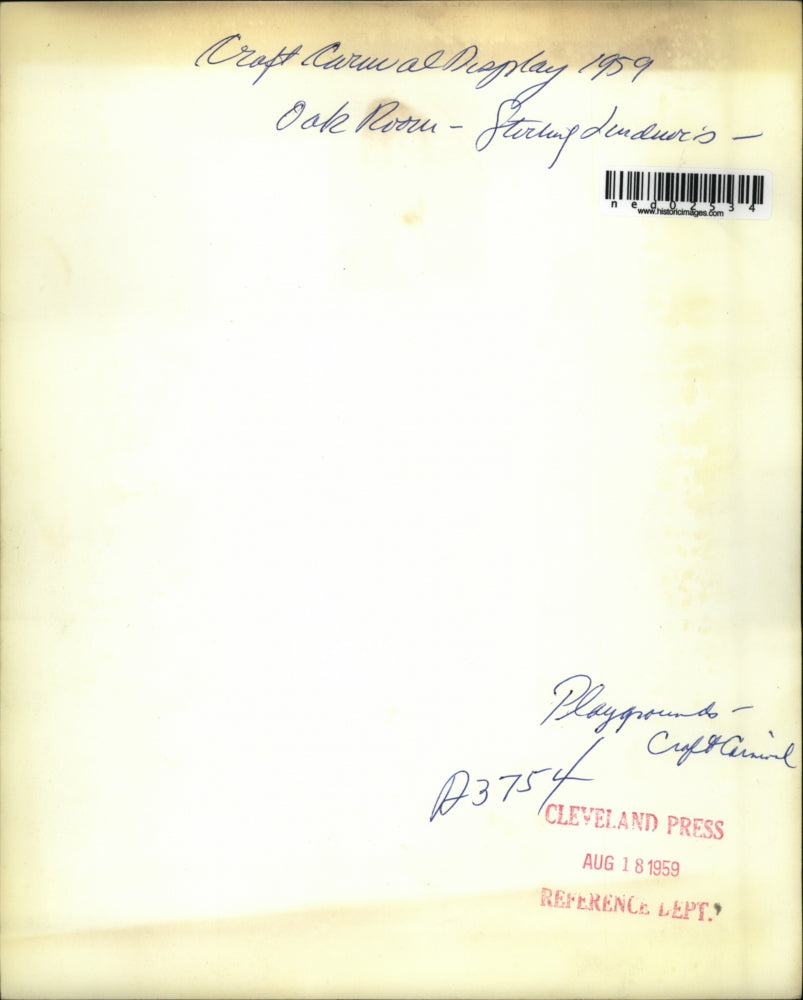 Craft Carnival Display 1959
Oak Room - Sterling Lindner's -
ned02534
www.historicimages.com
Playgrounds -
Craft Carnival
A3754
CLEVELAND PRESS
AUG 18 1959
REFERENCE DEPT.